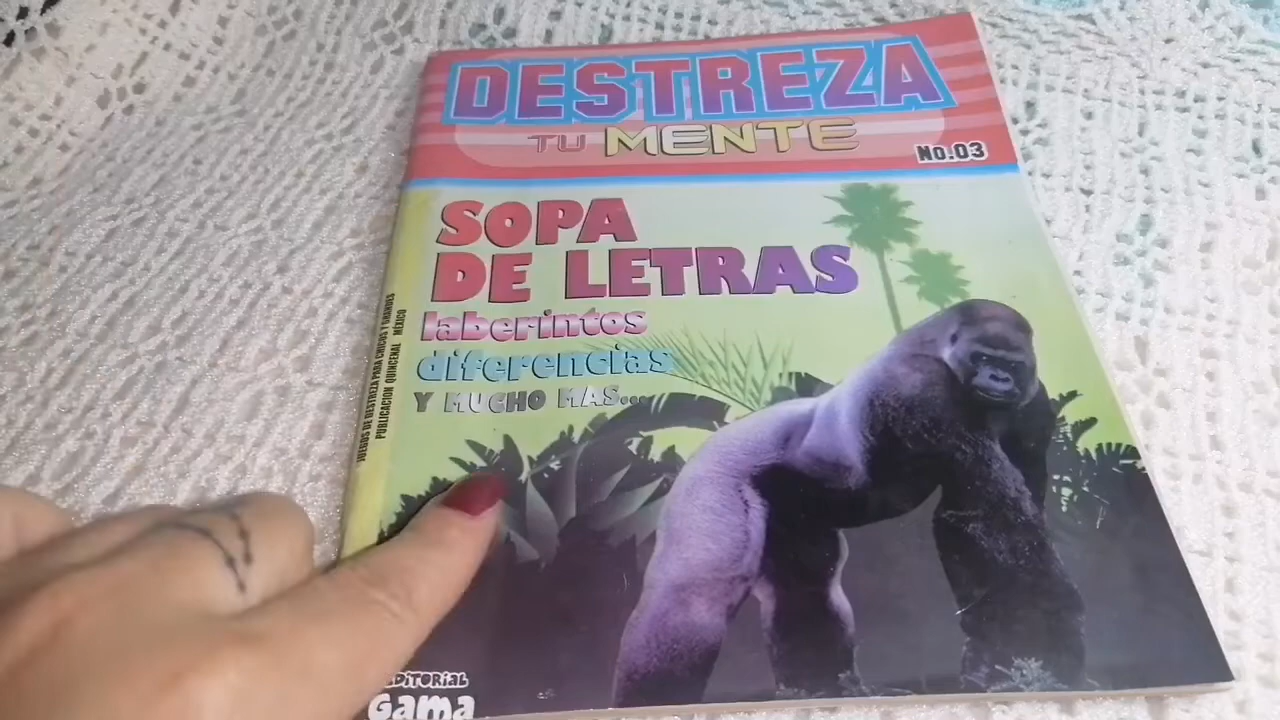 DESTREZA
TU MENTE
No.03
SOPA
DE LETRAS
laberintos
diferencias
Y MUCHO MAS...
JUEGOS DE DESTREZA PARA CHICOS Y GRANDES
PUBLICACION QUINCENAL MÉXICO
EDITORIAL
Gama